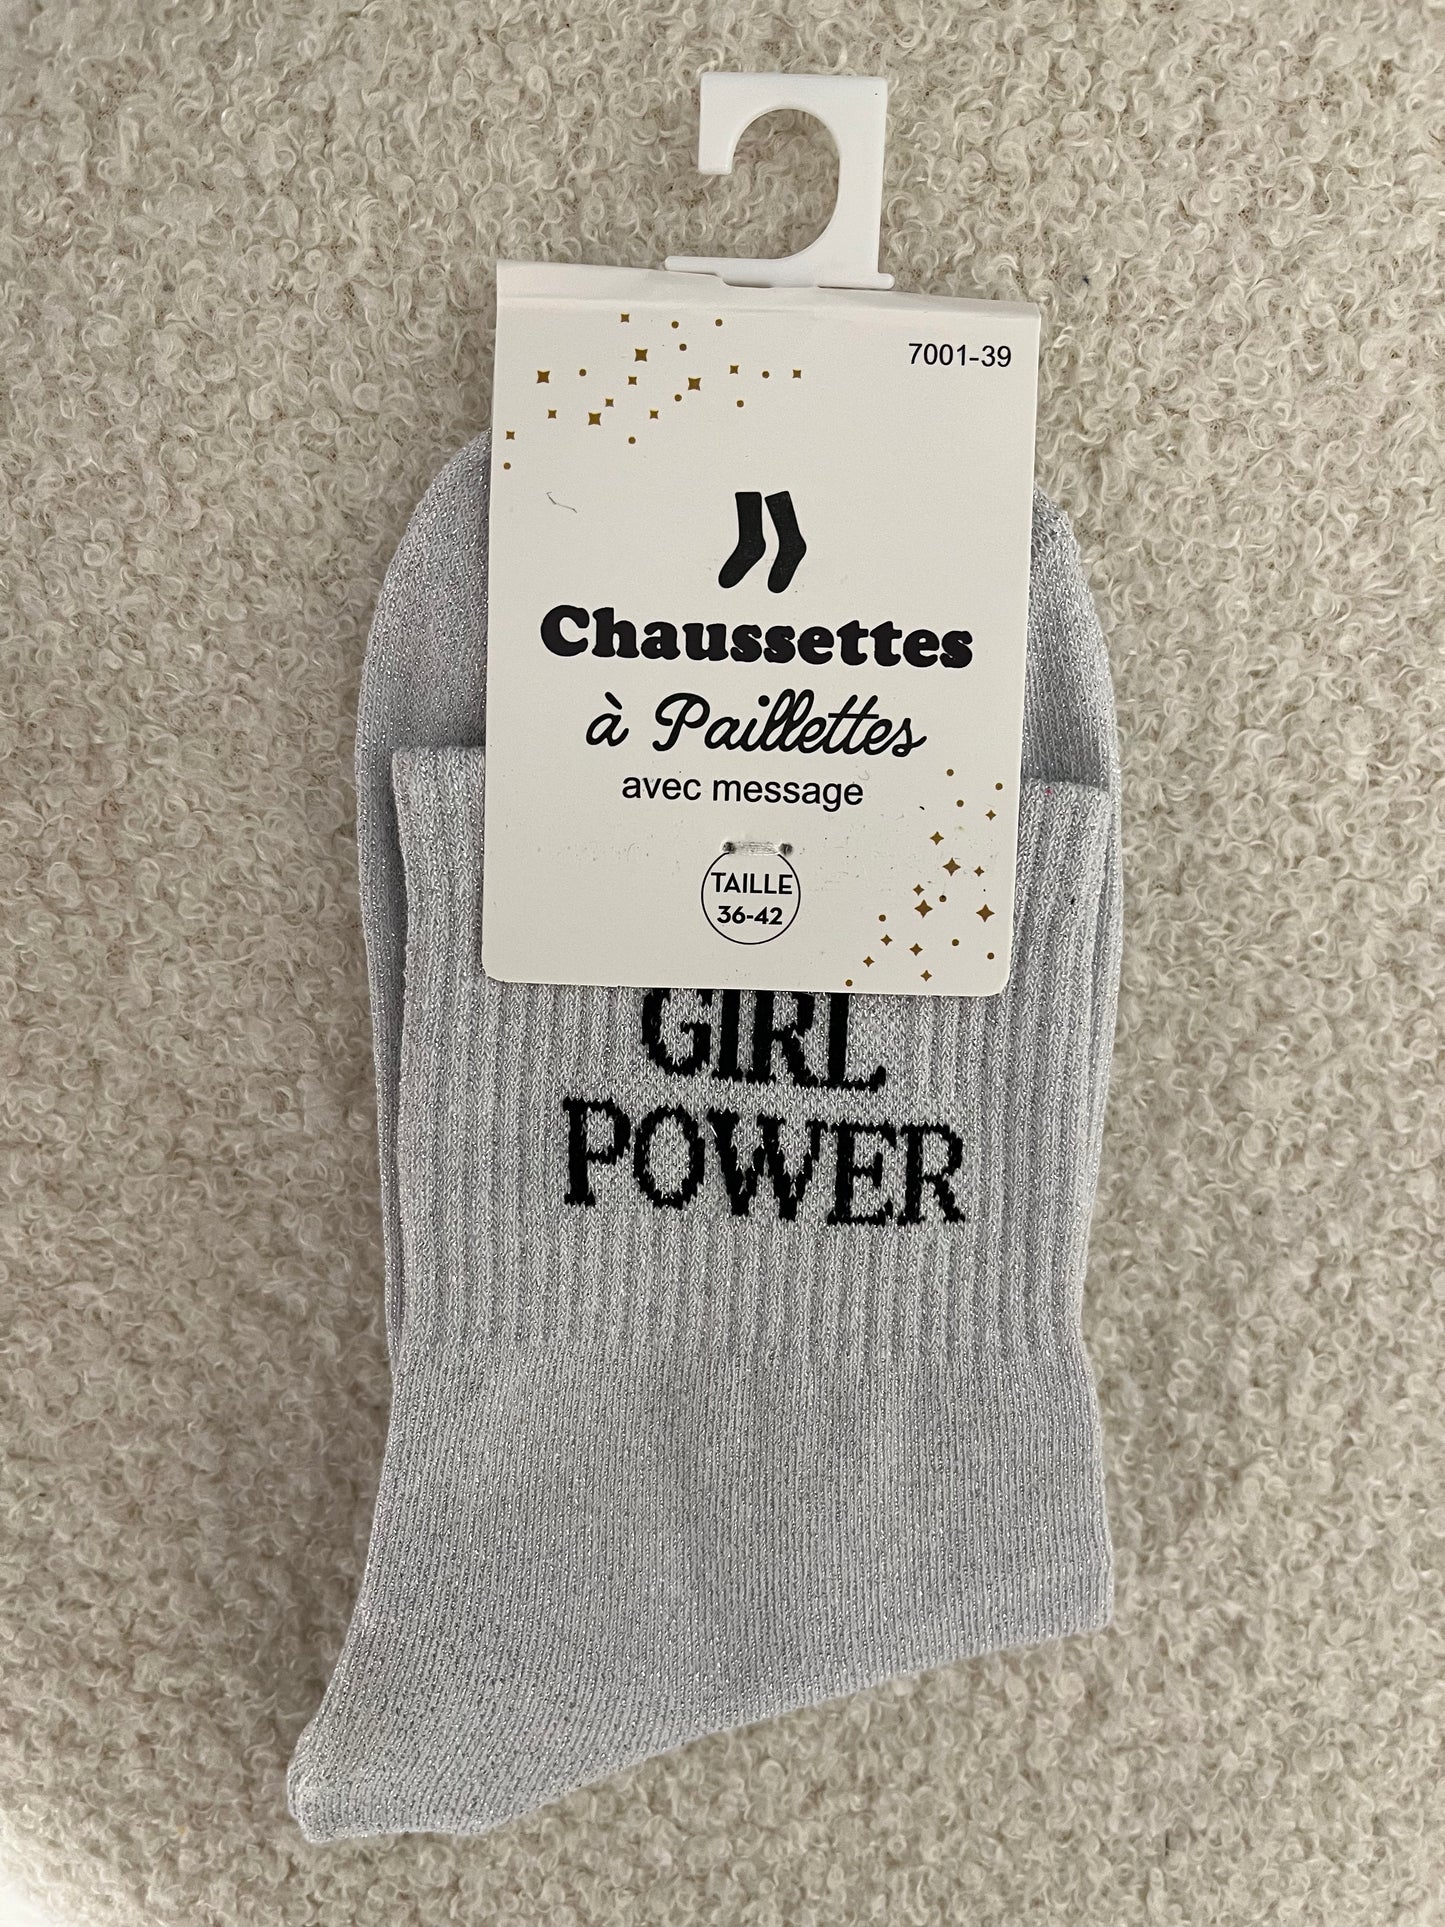 7001-39
Chaussettes
à Paillettes
avec message
TAILLE
36-42
GIRL
POWER